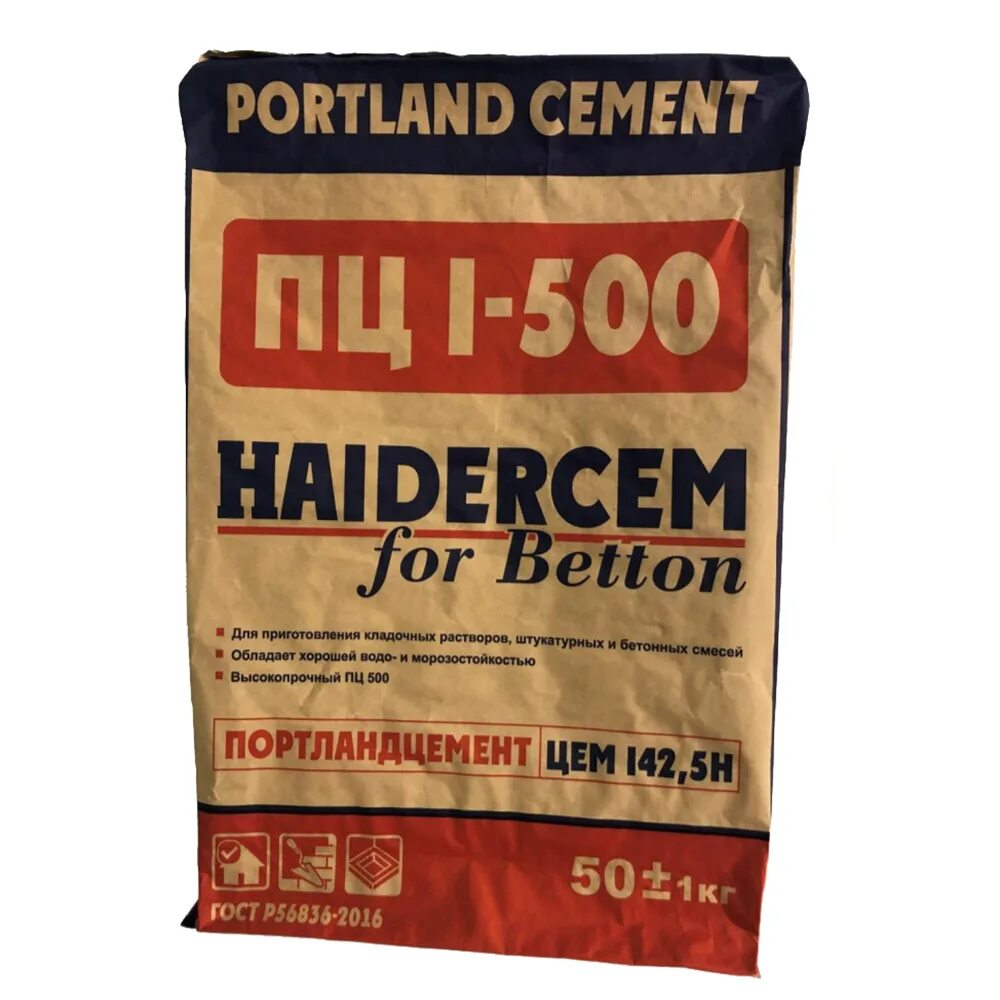 PORTLAND CEMENT
ПЦ I-500
HAIDERCEM
for Betton
Для приготовления кладочных растворов, штукатурных и бетонных смесей
Обладает хорошей водо- и морозостойкостью
Высокопрочный ПЦ 500
ПОРТЛАНДЦЕМЕНТ ЦЕМ I42,5Н
50±1кг
ГОСТ Р56836-2016